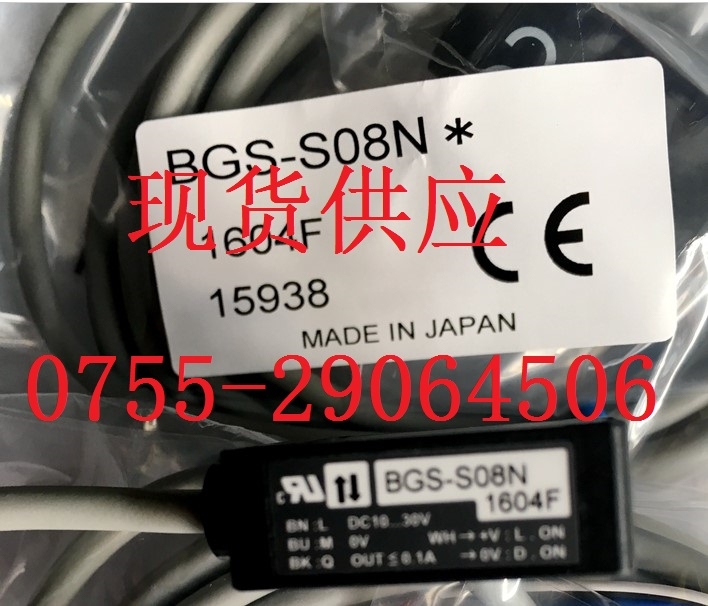 BGS-S08N*
现货供应
1604F
15938
MADE IN JAPAN
0755-29064506
BGS-S08N
1604F
BN:L DC10...30V
BU:M 0V WH→+V:L.ON
BK:Q OUT≤0.1A →0V:D.ON